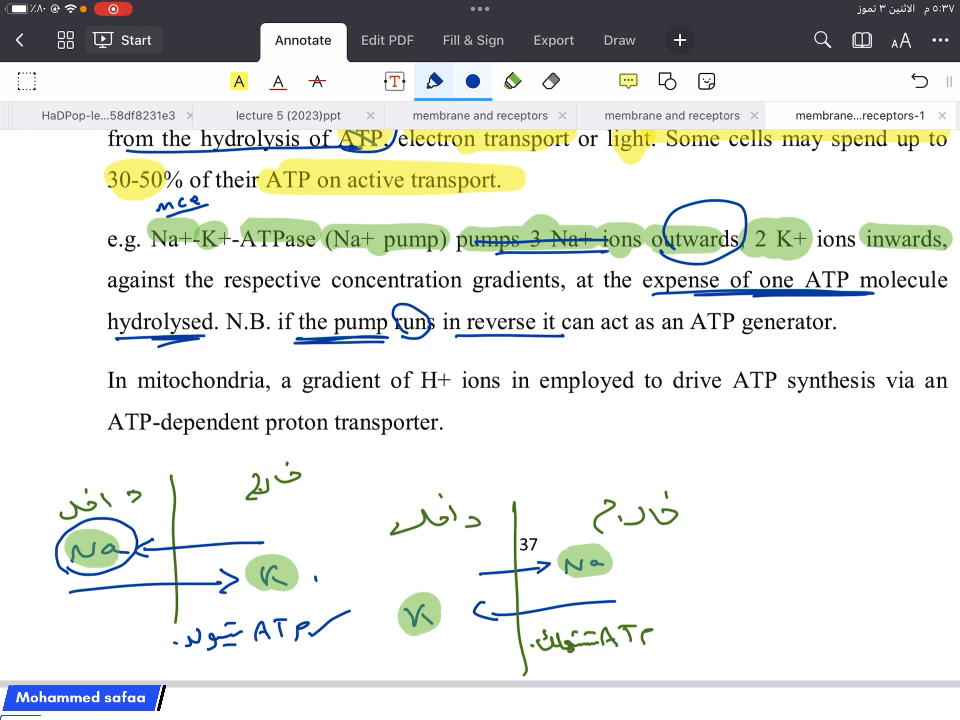 ٪٨٠
٥:٣٧ م الاثنين ٣ تموز
Start
Annotate
Edit PDF
Fill & Sign
Export
Draw
HaDPop-le...58df8231e3
lecture 5 (2023)ppt
membrane and receptors
membrane and receptors
membrane...receptors-1
from the hydrolysis of ATP, electron transport or light. Some cells may spend up to
30-50% of their ATP on active transport.
mcq
e.g. Na+-K+-ATPase (Na+ pump) pumps 3 Na+ ions outwards, 2 K+ ions inwards,
against the respective concentration gradients, at the expense of one ATP molecule
hydrolysed. N.B. if the pump runs in reverse it can act as an ATP generator.
In mitochondria, a gradient of H+ ions in employed to drive ATP synthesis via an
ATP-dependent proton transporter.
خارج داخل
خارج داخل
37
Na
Na
K
K
ATP تتولد
ATP تستهلك
Mohammed safaa